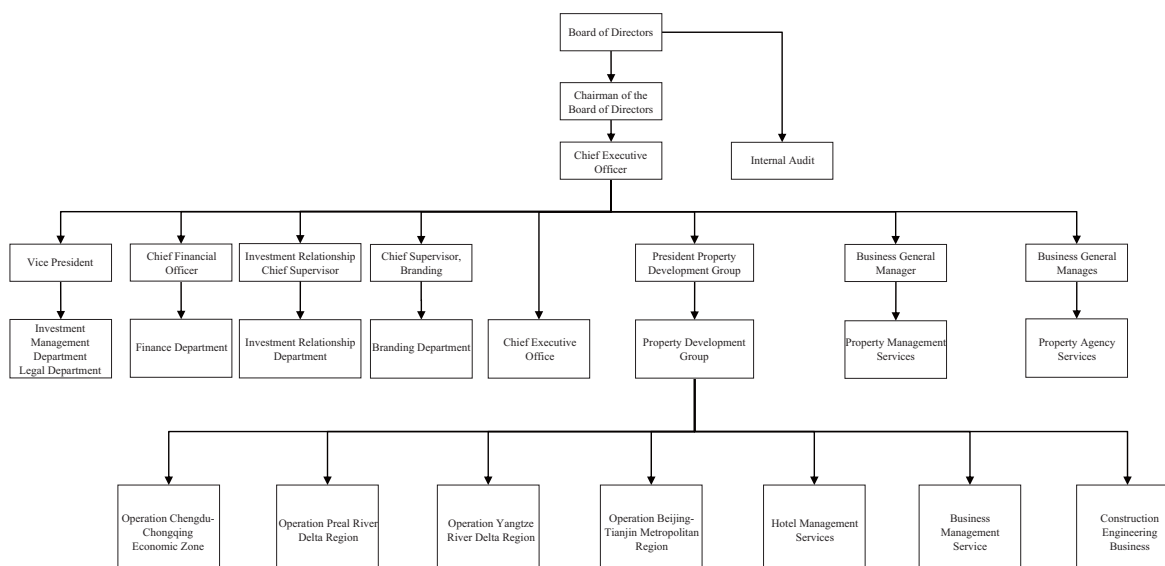 Board of Directors
Chairman of the
Board of Directors
Chief Executive
Officer
Internal Audit
Vice President
Chief Financial
Officer
Investment Relationship
Chief Supervisor
Chief Supervisor,
Branding
President Property
Development Group
Business General
Manager
Business General
Manages
Investment
Management
Department
Legal Department
Finance Department
Investment Relationship
Department
Branding Department
Chief Executive
Office
Property Development
Group
Property Management
Services
Property Agency
Services
Operation Chengdu-
Chongqing
Economic Zone
Operation Preal River
Delta Region
Operation Yangtze
River Delta Region
Operation Beijing-
Tianjin Metropolitan
Region
Hotel Management
Services
Business
Management
Service
Construction
Engineering
Business